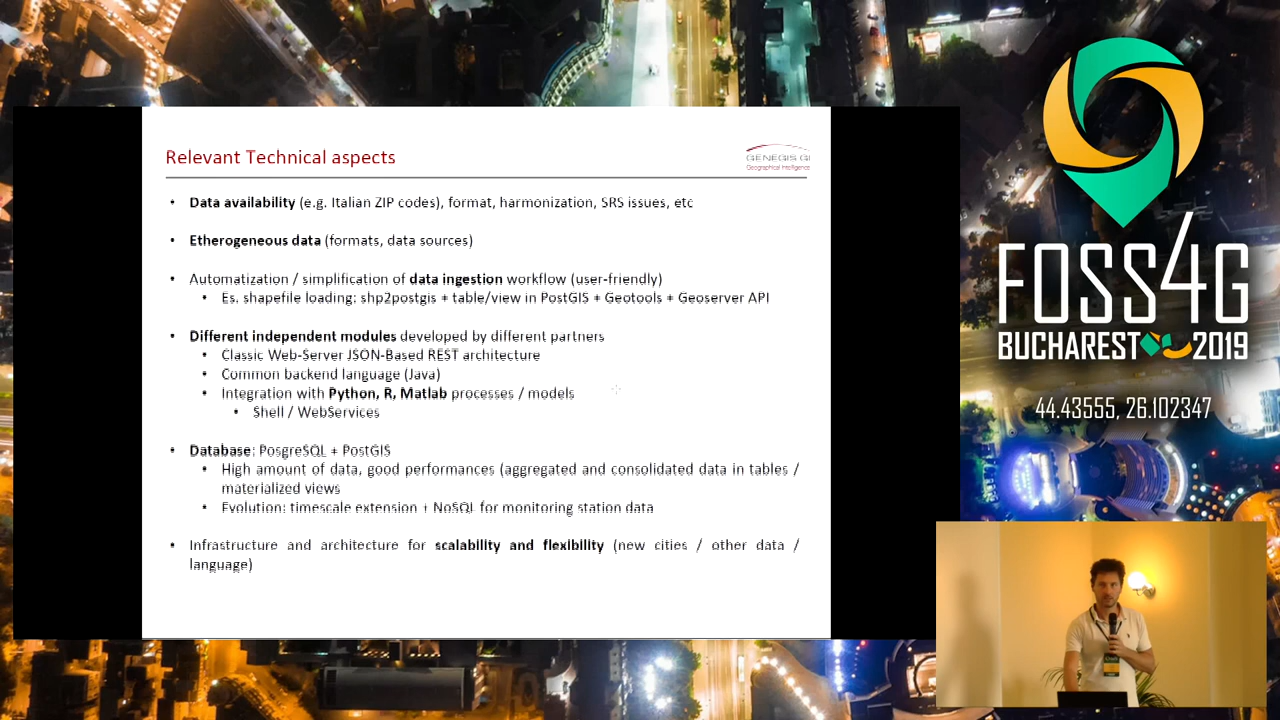 Relevant Technical aspects
GENEGIS GI
Geographical Intelligence
• Data availability (e.g. Italian ZIP codes), format, harmonization, SRS issues, etc
• Etherogeneous data (formats, data sources)
• Automatization / simplification of data ingestion workflow (user-friendly)
• Es. shapefile loading: shp2postgis + table/view in PostGIS + Geotools + Geoserver API
• Different independent modules developed by different partners
• Classic Web-Server JSON-Based REST architecture
• Common backend language (Java)
• Integration with Python, R, Matlab processes / models
• Shell / WebServices
• Database: PosgreSQL + PostGIS
• High amount of data, good performances (aggregated and consolidated data in tables /
materialized views
• Evolution: timescale extension + NoSQL for monitoring station data
• Infrastructure and architecture for scalability and flexibility (new cities / other data /
language)
FOSS4G
BUCHAREST 2019
44.43555, 26.102347